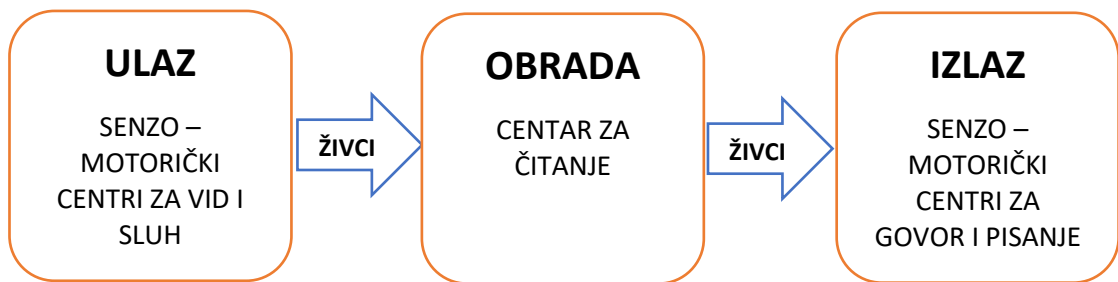 ULAZ
SENZO –
MOTORIČKI
CENTRI ZA VID I
SLUH
ŽIVCI
OBRADA
CENTAR ZA
ČITANJE
ŽIVCI
IZLAZ
SENZO –
MOTORIČKI
CENTRI ZA
GOVOR I PISANJE